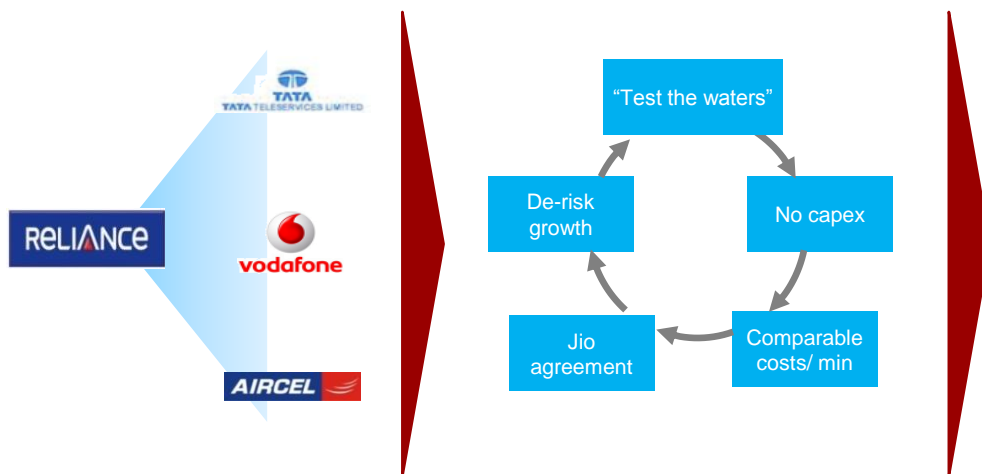 TATA
TATA TELESERVICES LIMITED
RELIANCE
vodafone
AIRCEL
“Test the waters”
No capex
Comparable
costs/ min
Jio
agreement
De-risk
growth